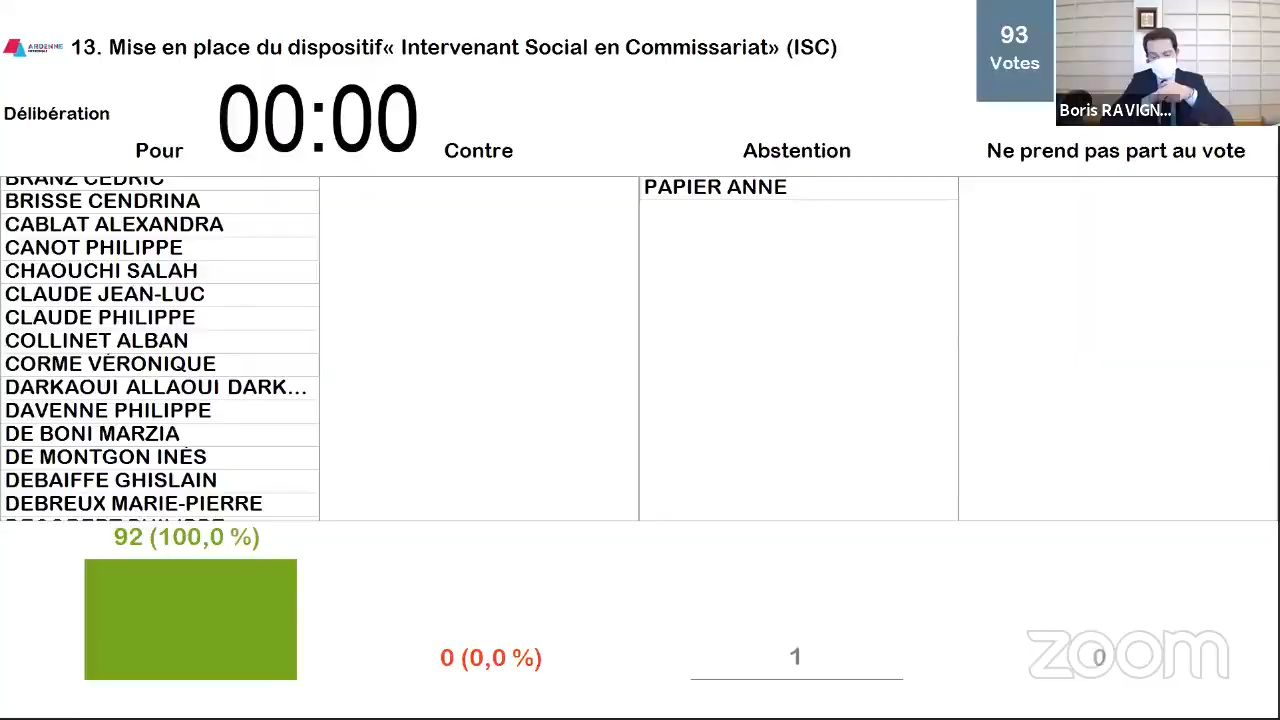 ARDENNE
13. Mise en place du dispositif« Intervenant Social en Commissariat» (ISC)
93
Votes
Boris RAVIGN...
Délibération
00:00
Pour
Contre
Abstention
Ne prend pas part au vote
BRANZ CÉDRIC
BRISSE CENDRINA
CABLAT ALEXANDRA
CANOT PHILIPPE
CHAOUCHI SALAH
CLAUDE JEAN-LUC
CLAUDE PHILIPPE
COLLINET ALBAN
CORME VÉRONIQUE
DARKAOUI ALLAOUI DARK...
DAVENNE PHILIPPE
DE BONI MARZIA
DE MONTGON INÈS
DEBAIFFE GHISLAIN
DEBREUX MARIE-PIERRE
PAPIER ANNE
92 (100,0 %)
0 (0,0 %)
1
0
zoom